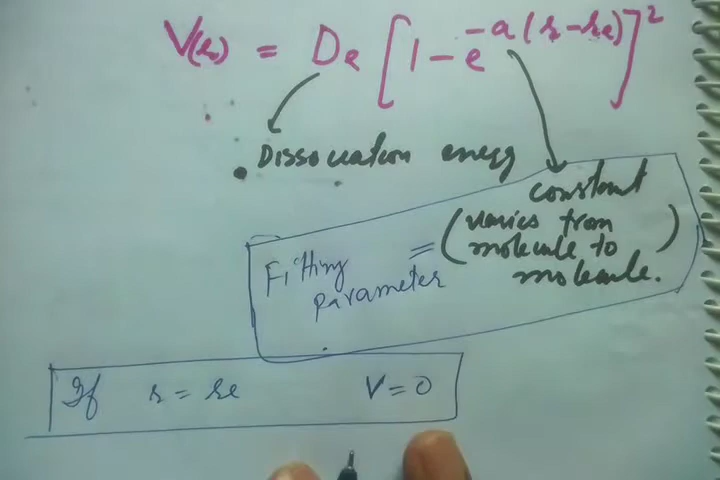 V(r) = De [1 - e^-a(r-re)]^2
Dissociation energy
constant
(varies from
molecule to
molecule.)
Fitting =
parameter
If r = re V = 0